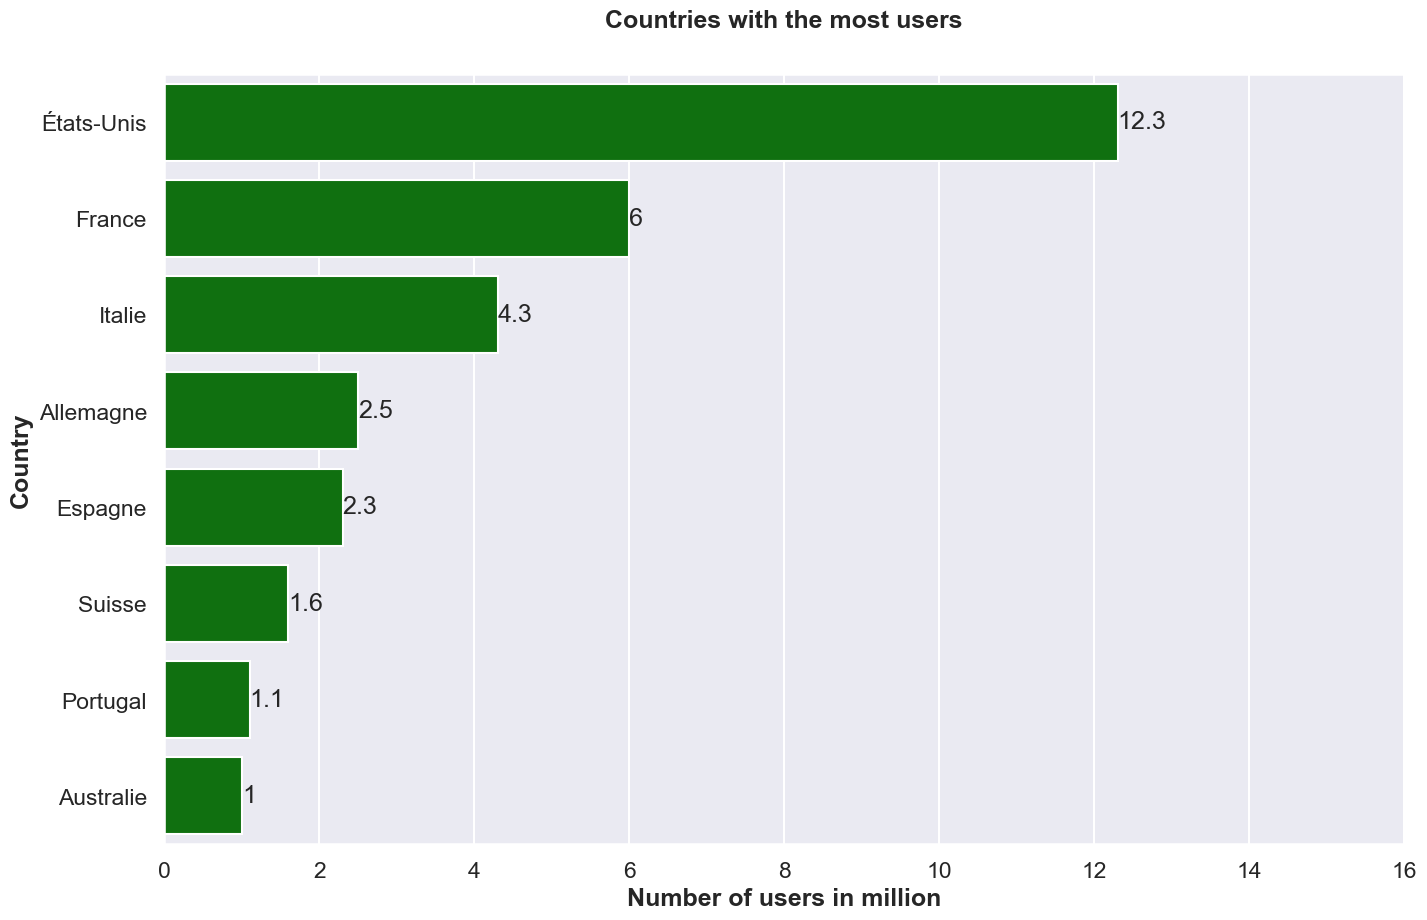 Countries with the most users
États-Unis
12.3
France
6
Italie
4.3
Allemagne
2.5
Espagne
2.3
Suisse
1.6
Portugal
1.1
Australie
1
Country
0 2 4 6 8 10 12 14 16
Number of users in million